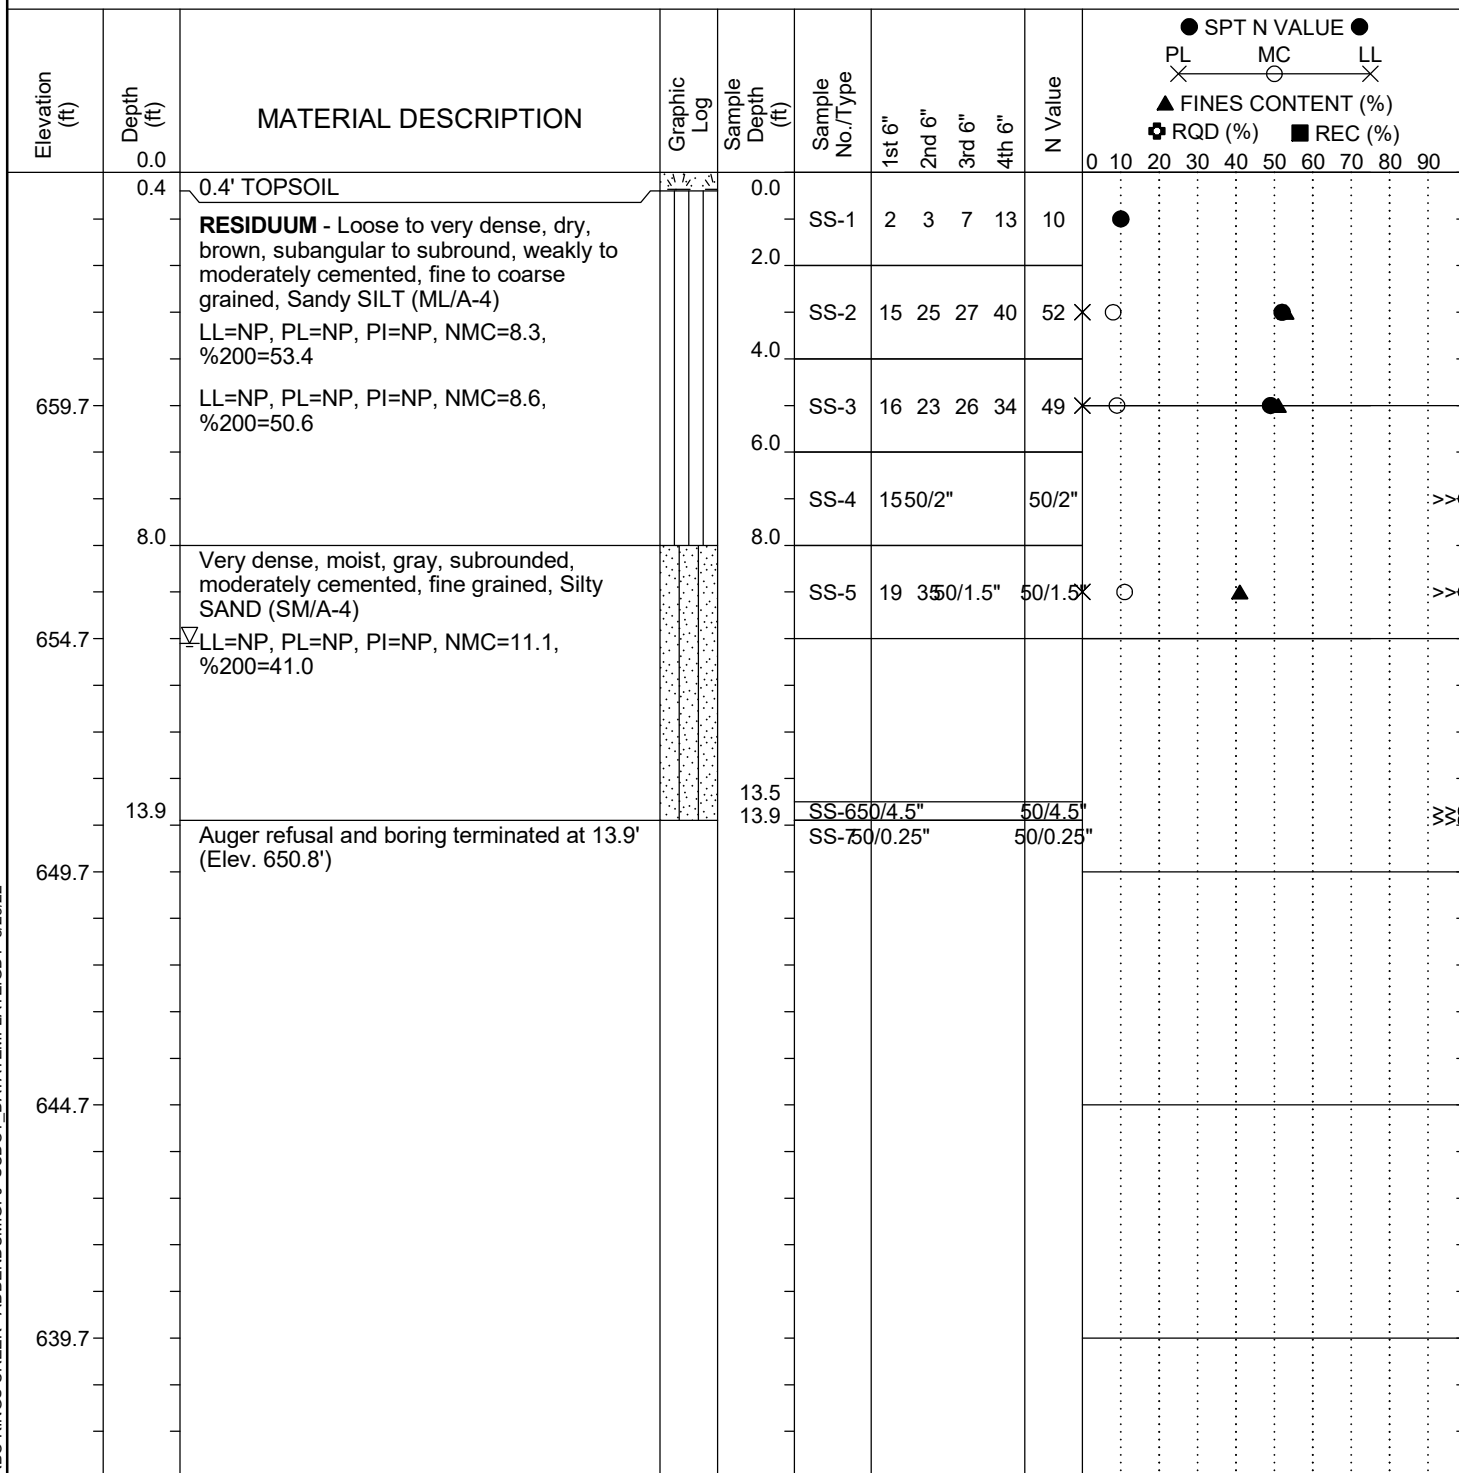 Elevation (ft)
Depth (ft)
0.0
MATERIAL DESCRIPTION
Graphic Log
Sample Depth (ft)
Sample No./Type
1st 6"
2nd 6"
3rd 6"
4th 6"
N Value
● SPT N VALUE ●
PL MC LL
▲ FINES CONTENT (%)
RQD (%) ■ REC (%)
0 10 20 30 40 50 60 70 80 90
0.4 0.4' TOPSOIL 0.0
RESIDUUM - Loose to very dense, dry,
brown, subangular to subround, weakly to
moderately cemented, fine to coarse
grained, Sandy SILT (ML/A-4)
SS-1 2 3 7 13 10
2.0
LL=NP, PL=NP, PI=NP, NMC=8.3,
%200=53.4
SS-2 15 25 27 40 52
4.0
659.7
LL=NP, PL=NP, PI=NP, NMC=8.6,
%200=50.6
SS-3 16 23 26 34 49
6.0
SS-4 15 50/2" 50/2" >>
8.0 8.0
Very dense, moist, gray, subrounded,
moderately cemented, fine grained, Silty
SAND (SM/A-4)
SS-5 19 35 50/1.5" 50/1.5" >>
654.7
LL=NP, PL=NP, PI=NP, NMC=11.1,
%200=41.0
13.5
SS-6 50/4.5" 50/4.5" >>
13.9 13.9
Auger refusal and boring terminated at 13.9'
(Elev. 650.8')
SS-7 50/0.25" 50/0.25" >>
649.7
644.7
639.7